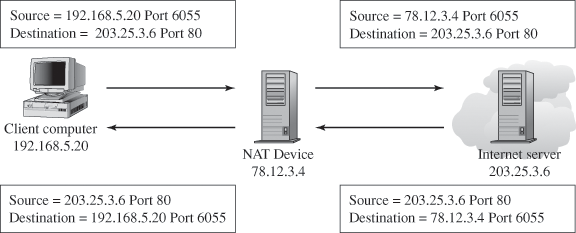 Source = 192.168.5.20 Port 6055
Destination = 203.25.3.6 Port 80
Source = 78.12.3.4 Port 6055
Destination = 203.25.3.6 Port 80
Client computer
192.168.5.20
NAT Device
78.12.3.4
Internet server
203.25.3.6
Source = 203.25.3.6 Port 80
Destination = 192.168.5.20 Port 6055
Source = 203.25.3.6 Port 80
Destination = 78.12.3.4 Port 6055